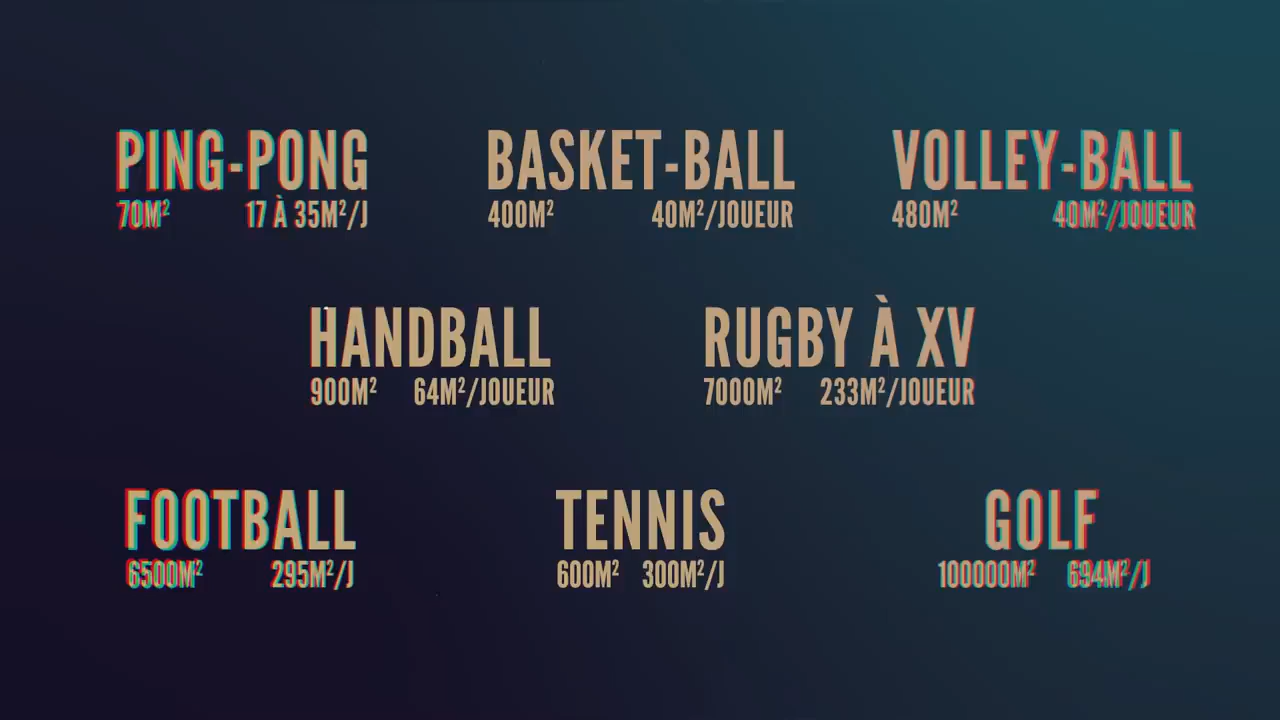 PING-PONG
70M² 17 À 35M²/J
BASKET-BALL
400M² 40M²/JOUEUR
VOLLEY-BALL
480M² 40M²/JOUEUR
HANDBALL
900M² 64M²/JOUEUR
RUGBY À XV
7000M² 233M²/JOUEUR
FOOTBALL
6500M² 295M²/J
TENNIS
600M² 300M²/J
GOLF
100000M² 694M²/J